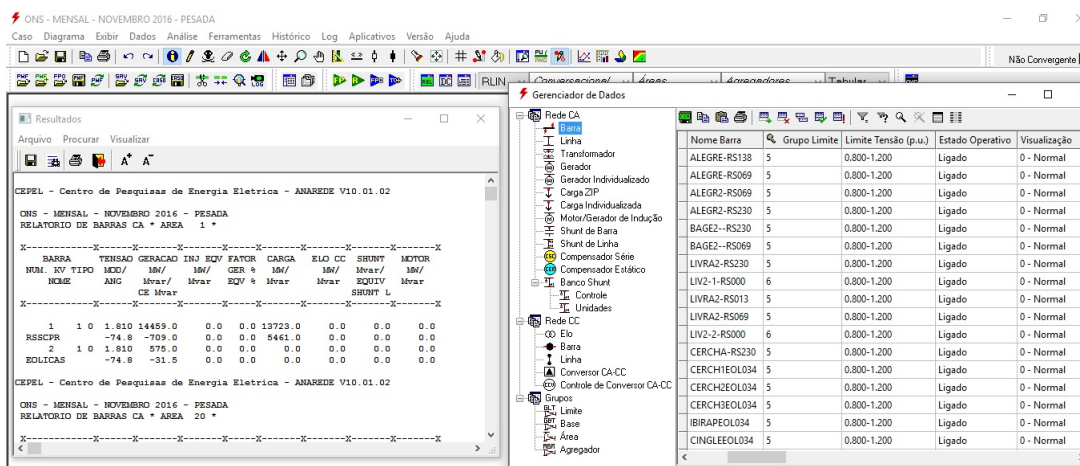 ONS - MENSAL - NOVEMBRO 2016 - PESADA
Caso Diagrama Exibir Dados Análise Ferramentas Histórico Log Aplicativos Versão Ajuda
Não Convergente
RLIN
Resultados
Arquivo Procurar Visualizar
CEPEL - Centro de Pesquisas de Energia Eletrica - ANAREDE V10.01.02
ONS - MENSAL - NOVEMBRO 2016 - PESADA
RELATORIO DE BARRAS CA * AREA 1 *
X---------------X-------X-------X-------X-----X-------X-------X-------X-------X
BARRA TENSAO GERACAO INJ EQV FATOR CARGA ELO CC SHUNT MOTOR
NUM. KV TIPO MOD/ MW/ MW/ GER % MW/ MW/ Mvar/ MW/
NOME ANG Mvar/ Mvar EQV % Mvar Mvar EQUIV Mvar
CE Mvar SHUNT L
X---------------X-------X-------X-------X-----X-------X-------X-------X-------X
1 1 0 1.810 14459.0 0.0 0.0 13723.0 0.0 0.0 0.0
RSSCPR -74.8 -709.0 0.0 0.0 5461.0 0.0 0.0 0.0
2 1 0 1.810 575.0 0.0 0.0 0.0 0.0 0.0 0.0
EOLICAS -74.8 -31.5 0.0 0.0 0.0 0.0 0.0 0.0
CEPEL - Centro de Pesquisas de Energia Eletrica - ANAREDE V10.01.02
ONS - MENSAL - NOVEMBRO 2016 - PESADA
RELATORIO DE BARRAS CA * AREA 20 *
X---------------X-------X-------X-------X-----X-------X-------X-------X-------X
Gerenciador de Dados
Rede CA
Barra
Linha
Transformador
Gerador
Gerador Individualizado
Carga ZIP
Carga Individualizada
Motor/Gerador de Indução
Shunt de Barra
Shunt de Linha
Compensador Série
Compensador Estático
Banco Shunt
Controle
Unidades
Rede CC
Elo
Barra
Linha
Conversor CA-CC
Controle de Conversor CA-CC
Grupos
Limite
Base
Área
Agregador
Nome Barra Grupo Limite Limite Tensão (p.u.) Estado Operativo Visualização
ALEGRE-RS138 5 0.800-1.200 Ligado 0 - Normal
ALEGRE-RS069 5 0.800-1.200 Ligado 0 - Normal
ALEGR2-RS069 5 0.800-1.200 Ligado 0 - Normal
ALEGR2-RS230 5 0.800-1.200 Ligado 0 - Normal
BAGE2--RS230 5 0.800-1.200 Ligado 0 - Normal
BAGE2--RS069 5 0.800-1.200 Ligado 0 - Normal
LIVRA2-RS230 5 0.800-1.200 Ligado 0 - Normal
LIV2-1-RS000 6 0.800-1.200 Ligado 0 - Normal
LIVRA2-RS013 5 0.800-1.200 Ligado 0 - Normal
LIVRA2-RS069 5 0.800-1.200 Ligado 0 - Normal
LIV2-2-RS000 6 0.800-1.200 Ligado 0 - Normal
CERCHA-RS230 5 0.800-1.200 Ligado 0 - Normal
CERCH1EOL034 5 0.800-1.200 Ligado 0 - Normal
CERCH2EOL034 5 0.800-1.200 Ligado 0 - Normal
CERCH3EOL034 5 0.800-1.200 Ligado 0 - Normal
IBIRAPEOL034 5 0.800-1.200 Ligado 0 - Normal
CINGLEEOL034 5 0.800-1.200 Ligado 0 - Normal